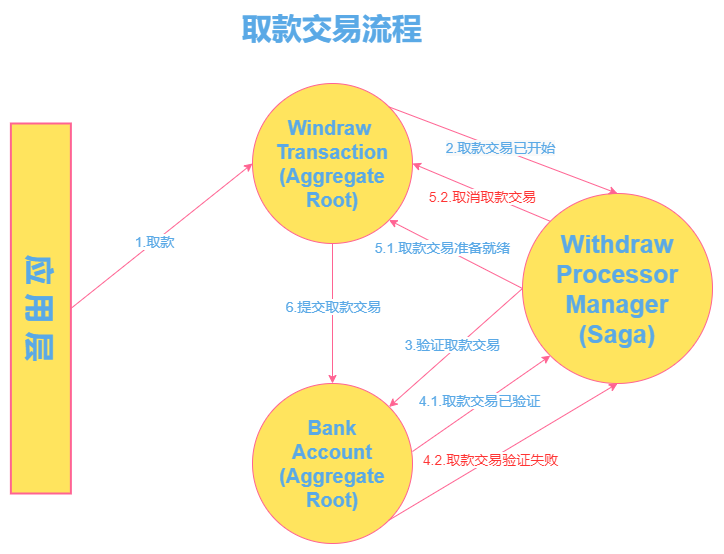 取款交易流程
Windraw
Transaction
(Aggregate
Root)
2.取款交易已开始
5.2.取消取款交易
1.取款
5.1.取款交易准备就绪
Withdraw
Processor
Manager
(Saga)
应用层
6.提交取款交易
3.验证取款交易
4.1.取款交易已验证
Bank
Account
(Aggregate
Root)
4.2.取款交易验证失败